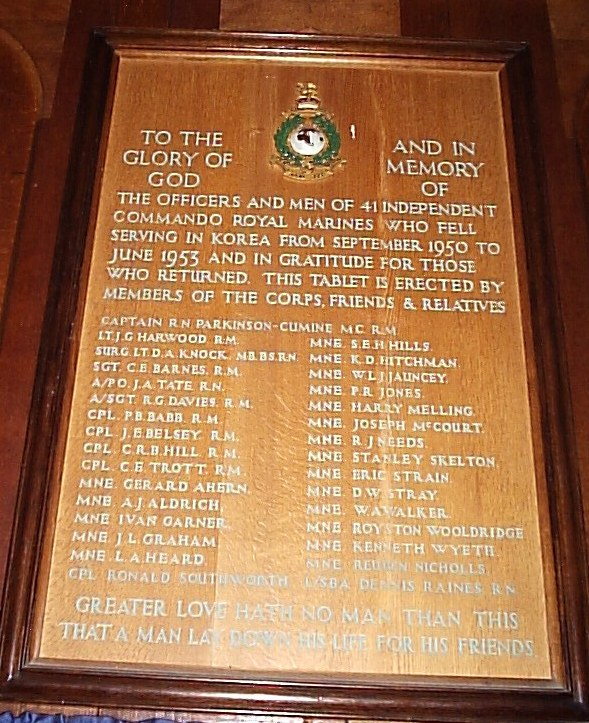 TO THE
GLORY OF
GOD
AND IN
MEMORY
OF
THE OFFICERS AND MEN OF 41 INDEPENDENT
COMMANDO ROYAL MARINES WHO FELL
SERVING IN KOREA FROM SEPTEMBER 1950 TO
JUNE 1953 AND IN GRATITUDE FOR THOSE
WHO RETURNED. THIS TABLET IS ERECTED BY
MEMBERS OF THE CORPS, FRIENDS & RELATIVES
CAPTAIN R.N. PARKINSON-CUMINE M.C. R.M.
LT. J.G. HARWOOD R.M.
SURG. LT. D.A. KNOCK. MB.BS. RN
SGT. C.E. BARNES. R.M.
A/PO. J.A. TATE. R.N.
A/SGT. R.G. DAVIES. R.M.
CPL. P.B. BABB. R.M.
CPL. J.E. BELSEY. R.M.
CPL. C.R.B. HILL. R.M.
CPL. C.E. TROTT. R.M.
MNE. GERARD AHERN.
MNE. A.J. ALDRICH.
MNE IVAN GARNER.
MNE. J.L. GRAHAM.
MNE. L.A. HEARD.
CPL RONALD SOUTHWORTH
MNE. S.E.H. HILLS.
MNE. K.D. HITCHMAN.
MNE. W.L.J. JAUNCEY.
MNE. P.R. JONES.
MNE. HARRY MELLING.
MNE. JOSEPH McCOURT.
MNE. R.J. NEEDS.
MNE STANLEY SKELTON.
MNE ERIC STRAIN.
MNE. D.W. STRAY.
MNE. W.A. WALKER.
MNE. ROYSTON WOOLDRIDGE
MNE. KENNETH WYETH.
MNE. REUBEN NICHOLLS.
L/SBA DENNIS RAINES. R.N.
GREATER LOVE HATH NO MAN THAN THIS
THAT A MAN LAY DOWN HIS LIFE FOR HIS FRIENDS.